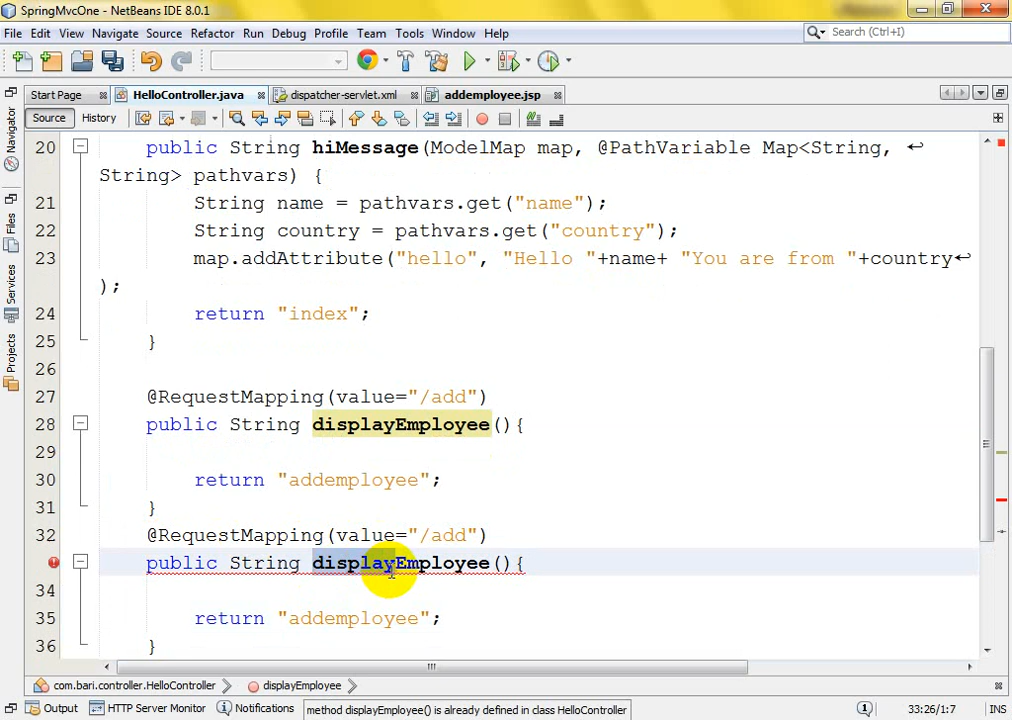 SpringMvcOne - NetBeans IDE 8.0.1
File Edit View Navigate Source Refactor Run Debug Profile Team Tools Window Help
Search (Ctrl+I)
Start Page HelloController.java dispatcher-servlet.xml addemployee.jsp
Source History
Navigator
Files
Services
Projects
20 public String hiMessage(ModelMap map, @PathVariable Map<String, ↩
String> pathvars) {
21 String name = pathvars.get("name");
22 String country = pathvars.get("country");
23 map.addAttribute("hello", "Hello "+name+ "You are from "+country↩
);
24 return "index";
25 }
26
27 @RequestMapping(value="/add")
28 public String displayEmployee(){
29
30 return "addemployee";
31 }
32 @RequestMapping(value="/add")
public String displayEmployee(){
34
35 return "addemployee";
36 }
com.bari.controller.HelloController displayEmployee
Output HTTP Server Monitor Notifications method displayEmployee() is already defined in class HelloController 33:26/1:7 INS